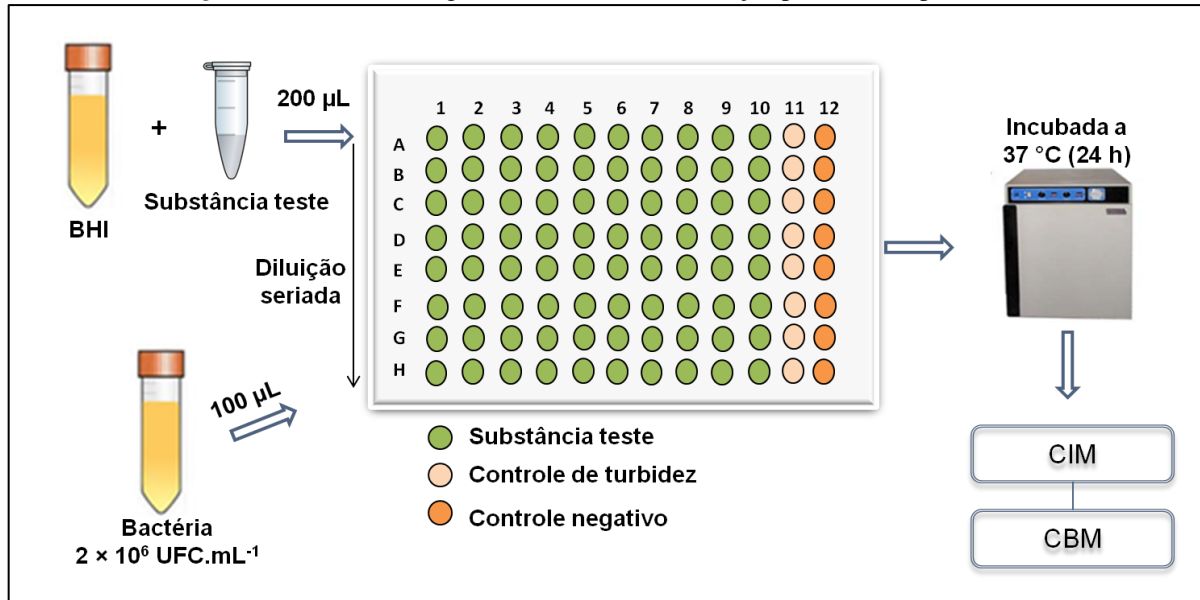 200 µL
1 2 3 4 5 6 7 8 9 10 11 12
+
A
B
C
D
E
F
G
H
BHI
Substância teste
Diluição
seriada
Incubada a
37 °C (24 h)
100 µL
Bactéria
2 × 10⁶ UFC.mL⁻¹
Substância teste
Controle de turbidez
Controle negativo
CIM
CBM